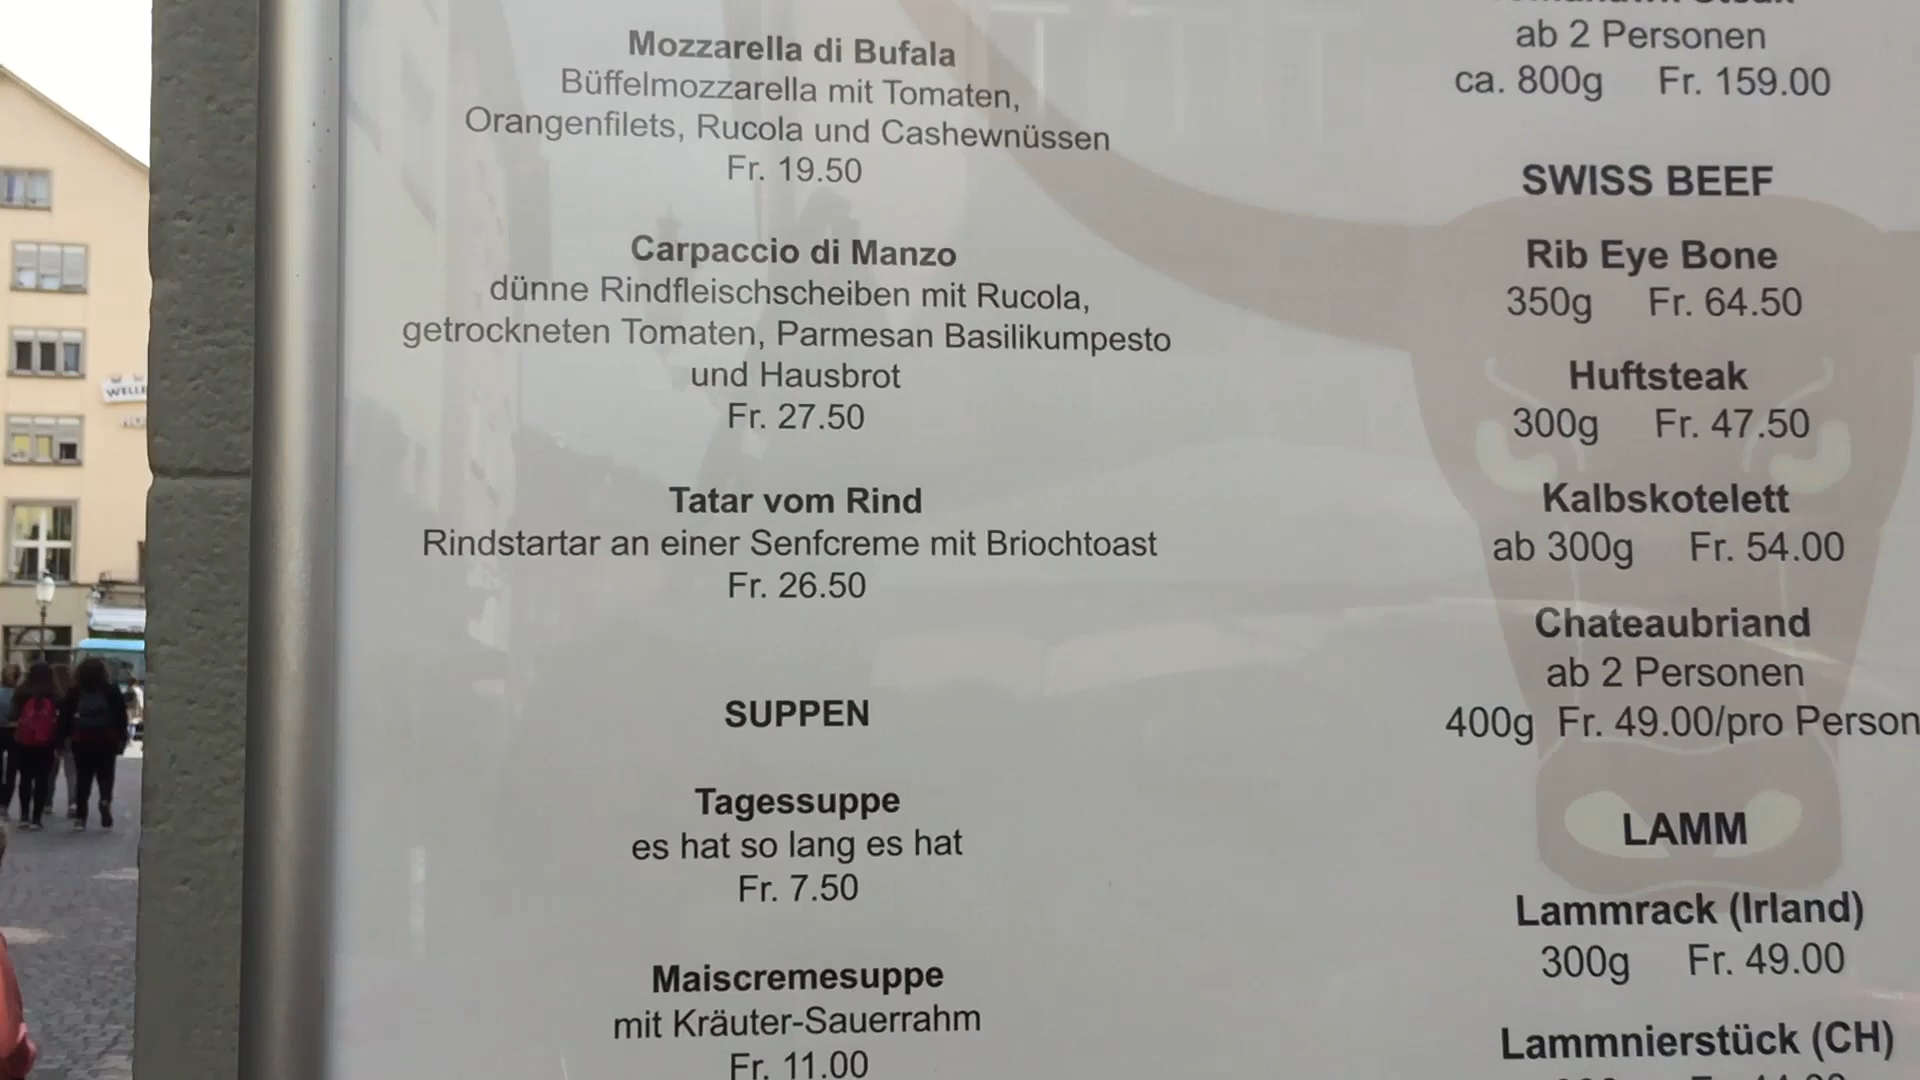 Mozzarella di Bufala
Büffelmozzarella mit Tomaten,
Orangenfilets, Rucola und Cashewnüssen
Fr. 19.50
Carpaccio di Manzo
dünne Rindfleischscheiben mit Rucola,
getrockneten Tomaten, Parmesan Basilikumpesto
und Hausbrot
Fr. 27.50
Tatar vom Rind
Rindstartar an einer Senfcreme mit Briochtoast
Fr. 26.50
SUPPEN
Tagessuppe
es hat so lang es hat
Fr. 7.50
Maiscremesuppe
mit Kräuter-Sauerrahm
Fr. 11.00
ab 2 Personen
ca. 800g Fr. 159.00
SWISS BEEF
Rib Eye Bone
350g Fr. 64.50
Huftsteak
300g Fr. 47.50
Kalbskotelett
ab 300g Fr. 54.00
Chateaubriand
ab 2 Personen
400g Fr. 49.00/pro Person
LAMM
Lammrack (Irland)
300g Fr. 49.00
Lammnierstück (CH)